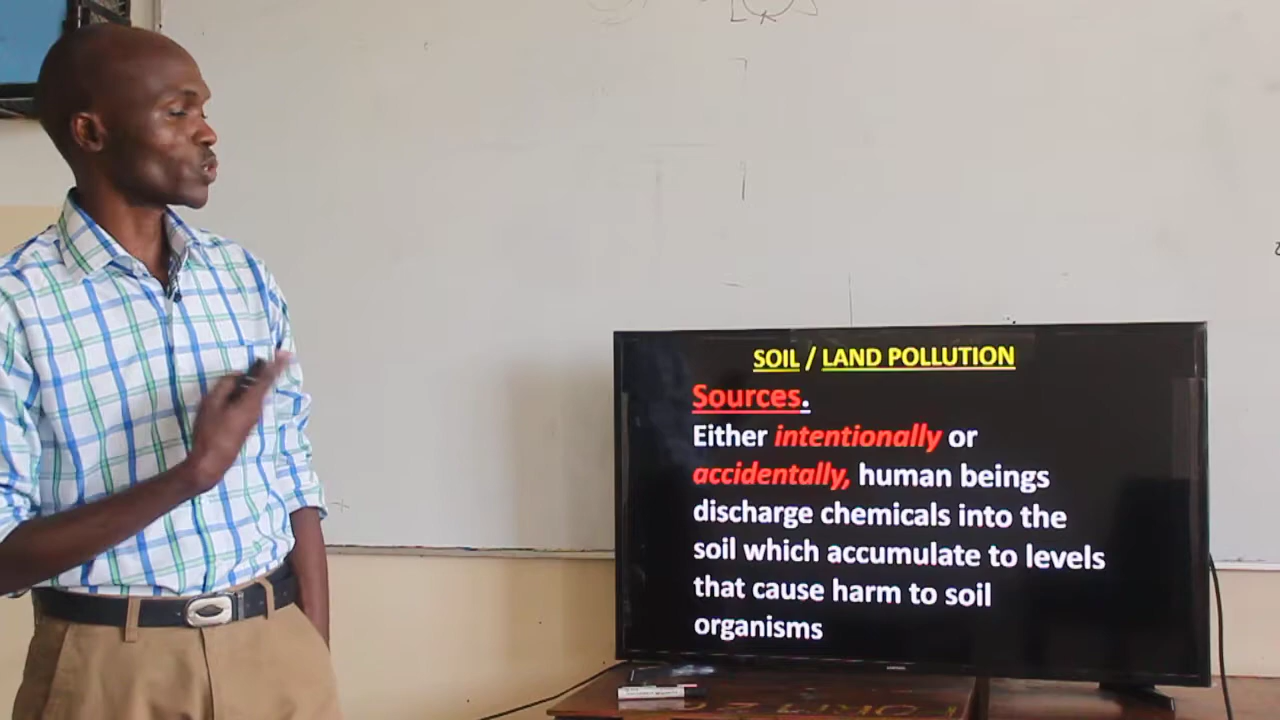 SOIL / LAND POLLUTION
Sources.
Either intentionally or
accidentally, human beings
discharge chemicals into the
soil which accumulate to levels
that cause harm to soil
organisms